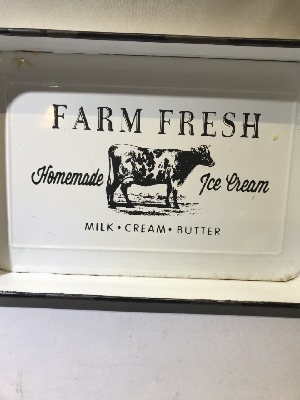 FARM FRESH
Homemade Ice Cream
MILK • CREAM • BUTTER